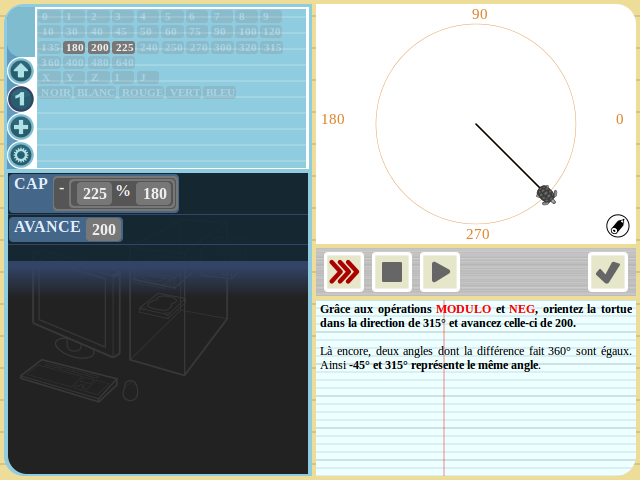 0 1 2 3 4 5 6 7 8 9
10 30 40 45 50 60 75 90 100 120
135 180 200 225 240 250 270 300 320 315
360 400 480 640
X Y Z I J
NOIR BLANC ROUGE VERT BLEU
1
CAP - 225 % 180
AVANCE 200
90
180
0
270
Grâce aux opérations MODULO et NEG, orientez la tortue
dans la direction de 315° et avancez celle-ci de 200.
Là encore, deux angles dont la différence fait 360° sont égaux.
Ainsi -45° et 315° représente le même angle.